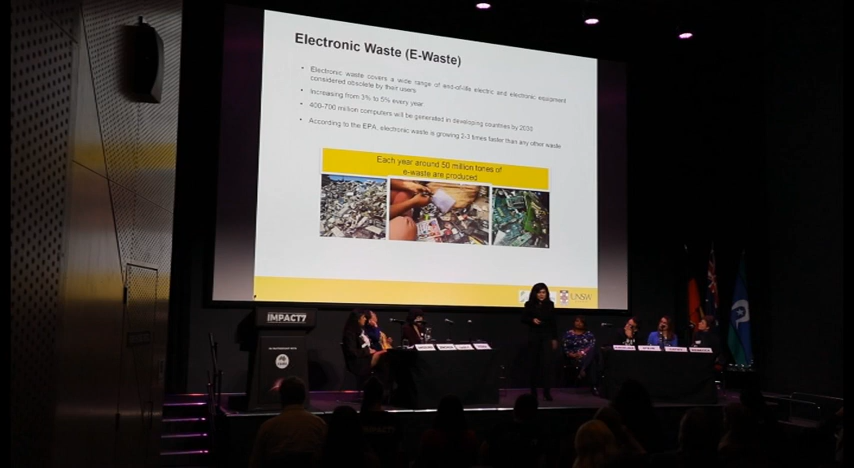 Electronic Waste (E-Waste)
• Electronic waste covers a wide range of end-of-life electric and electronic equipment
considered obsolete by their users
• Increasing from 3% to 5% every year
• 400-700 million computers will be generated in developing countries by 2030
• According to the EPA, electronic waste is growing 2-3 times faster than any other waste
Each year around 50 million tones of
e-waste are produced
UNSW
IMPACT7